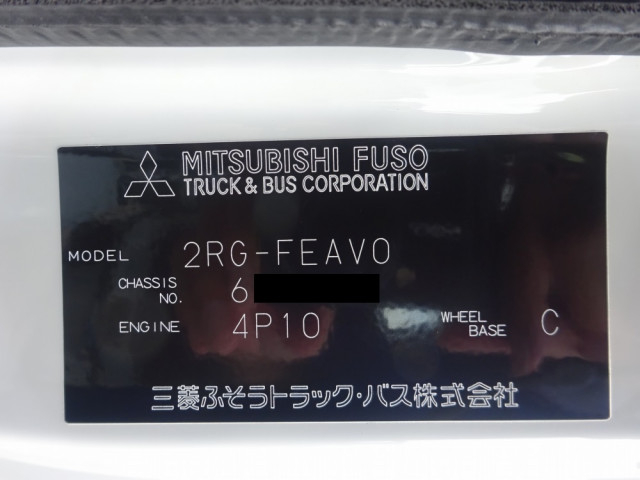 MITSUBISHI FUSO
TRUCK & BUS CORPORATION
MODEL 2RG-FEAV0
CHASSIS NO. 6
ENGINE 4P10 WHEEL BASE C
三菱ふそうトラック・バス株式会社